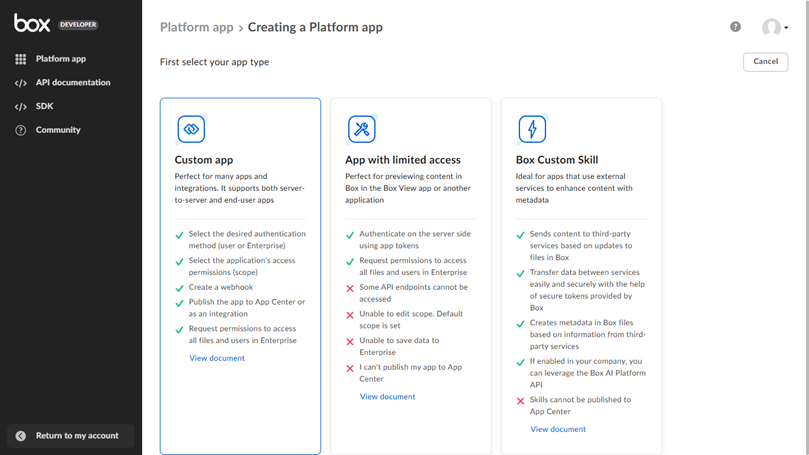 box DEVELOPER
Platform app
API documentation
SDK
Community
Return to my account
Platform app > Creating a Platform app
First select your app type
Cancel
Custom app
Perfect for many apps and
integrations. It supports both server-
to-server and end-user apps
Select the desired authentication
method (user or Enterprise)
Select the application's access
permissions (scope)
Create a webhook
Publish the app to App Center or
as an integration
Request permissions to access
all files and users in Enterprise
View document
App with limited access
Perfect for previewing content in
Box in the Box View app or another
application
Authenticate on the server side
using app tokens
Request permissions to access
all files and users in Enterprise
Some API endpoints cannot be
accessed
Unable to edit scope. Default
scope is set
Unable to save data to
Enterprise
I can't publish my app to App
Center
View document
Box Custom Skill
Ideal for apps that use external
services to enhance content with
metadata
Sends content to third-party
services based on updates to
files in Box
Transfer data between services
easily and securely with the help
of secure tokens provided by
Box
Creates metadata in Box files
based on information from third-
party services
If enabled in your company, you
can leverage the Box AI Platform
API
Skills cannot be published to
App Center
View document